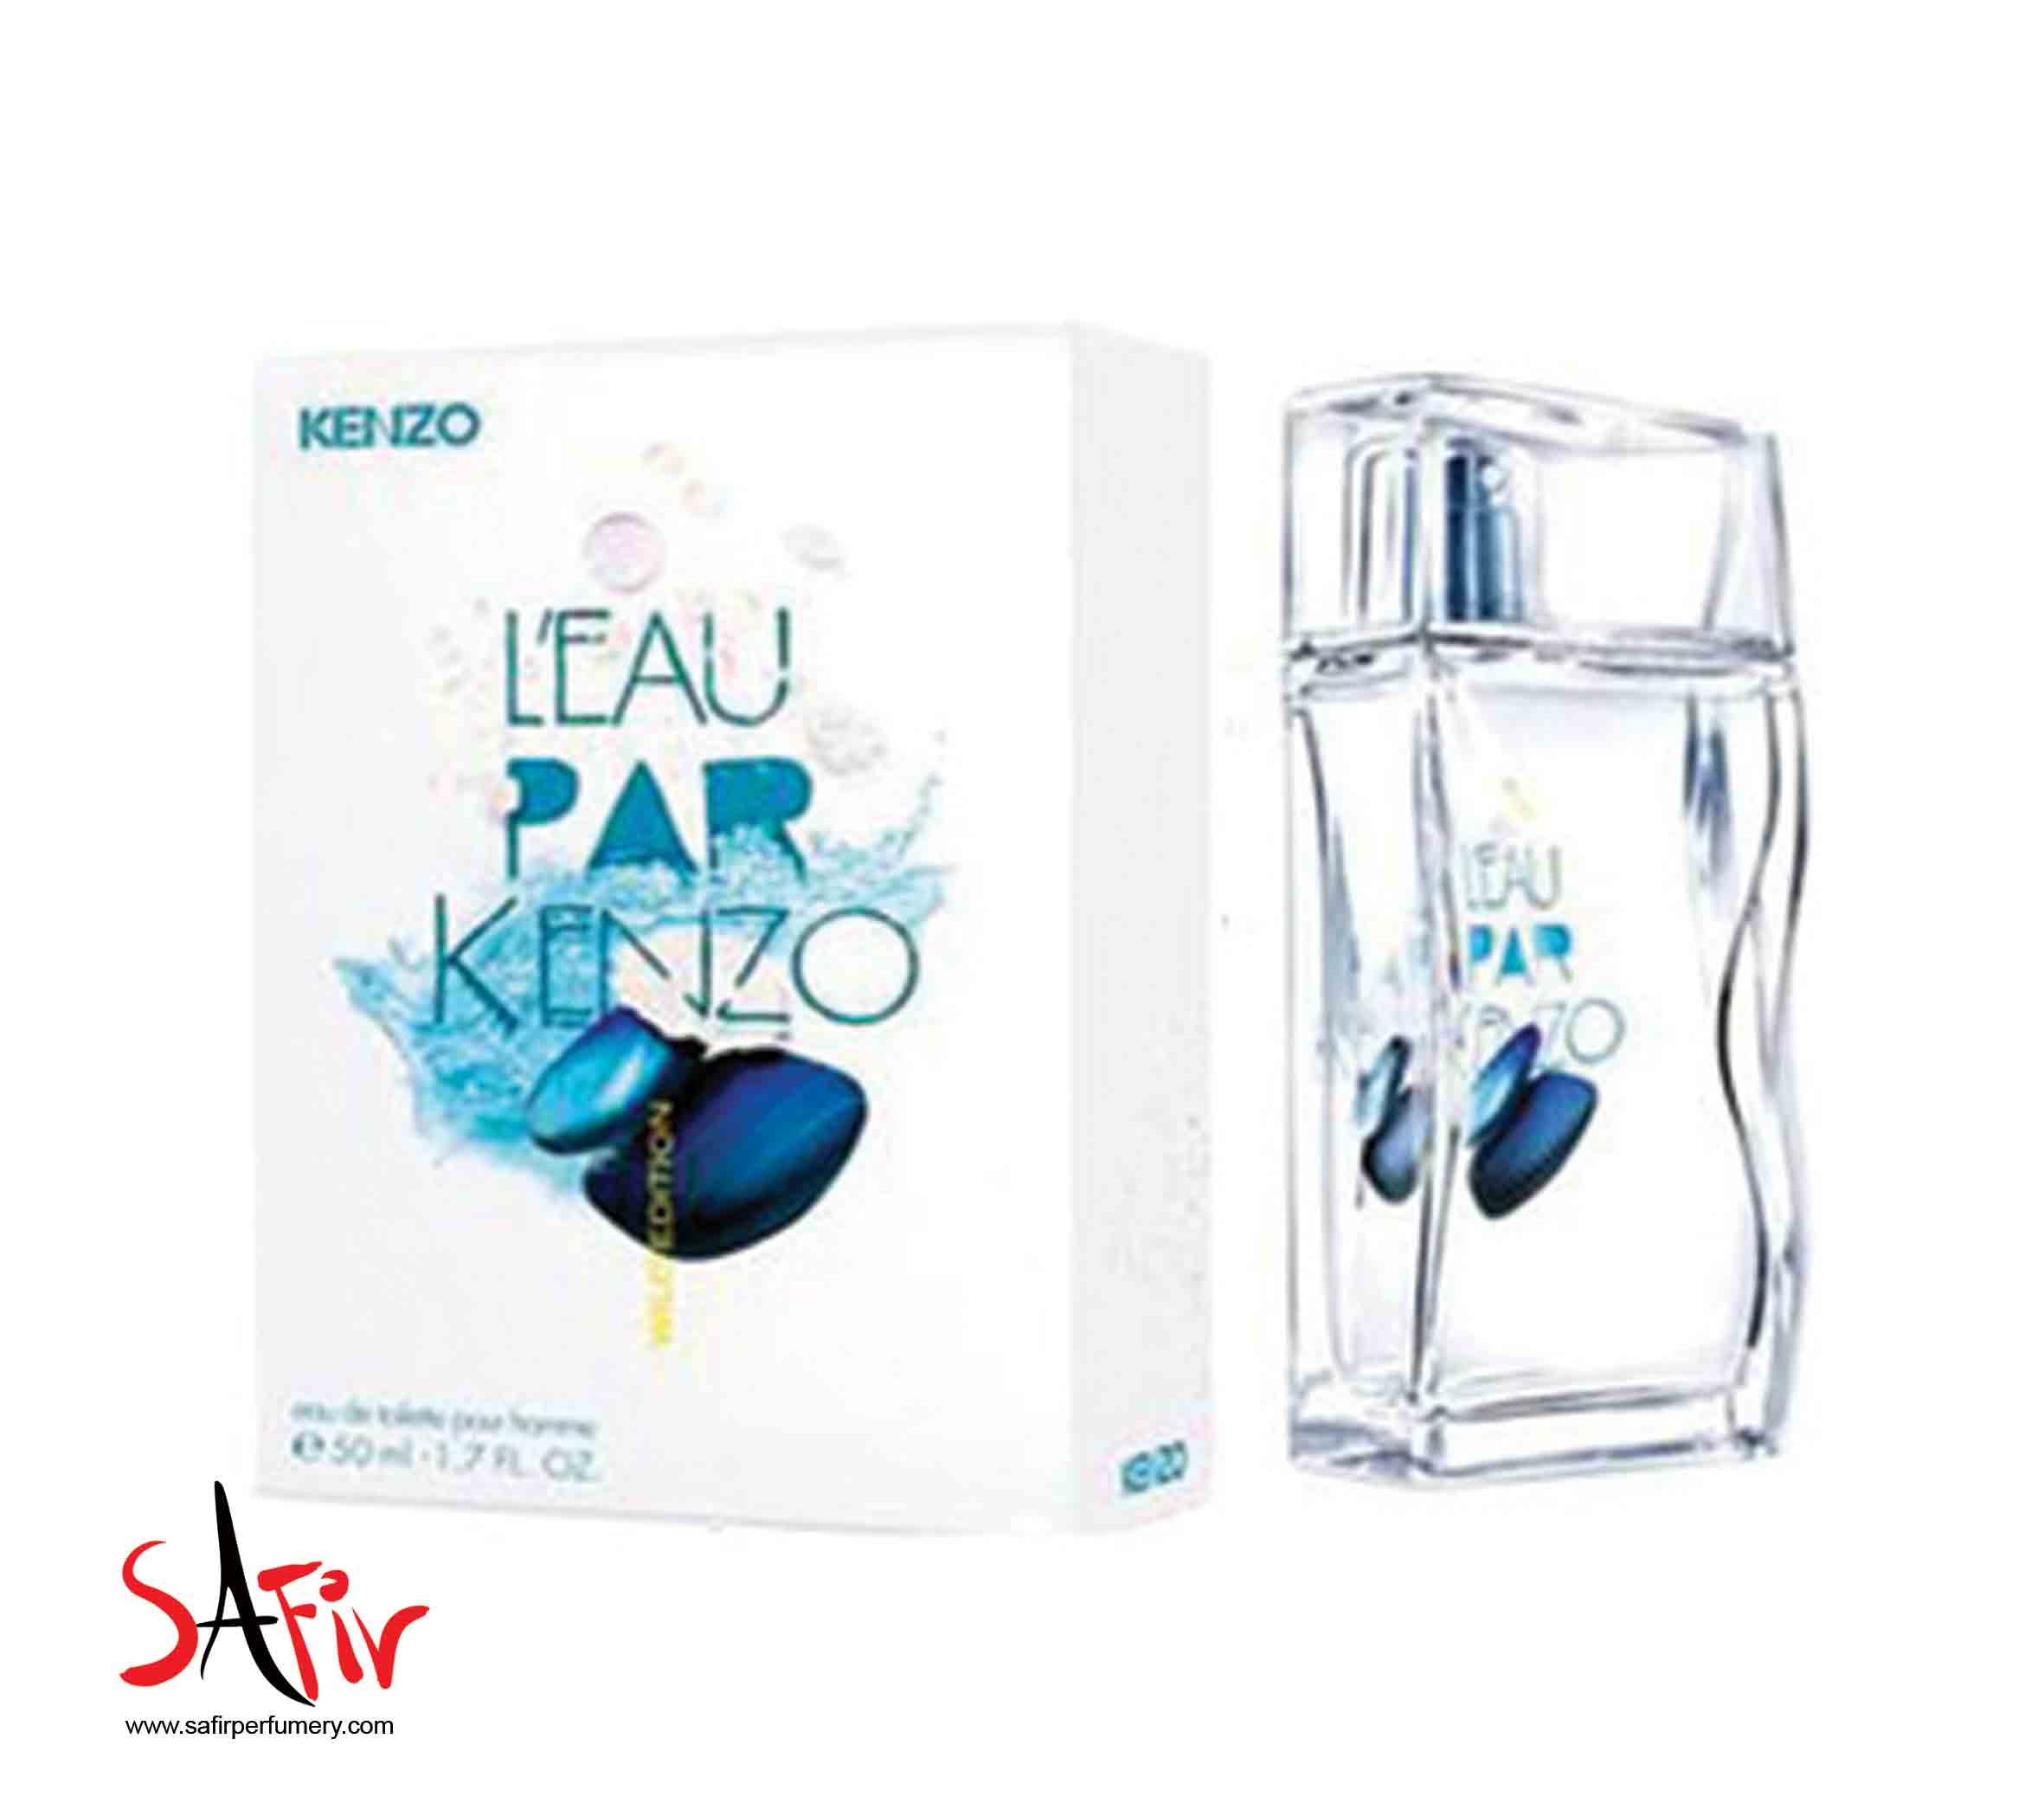 KENZO
L'EAU
PAR
KENZO
WILD EDITION
eau de toilette pour homme
℮ 50 ml - 1.7 FL. OZ.
KENZO
L'EAU
PAR
KENZO
SAFir
www.safirperfumery.com